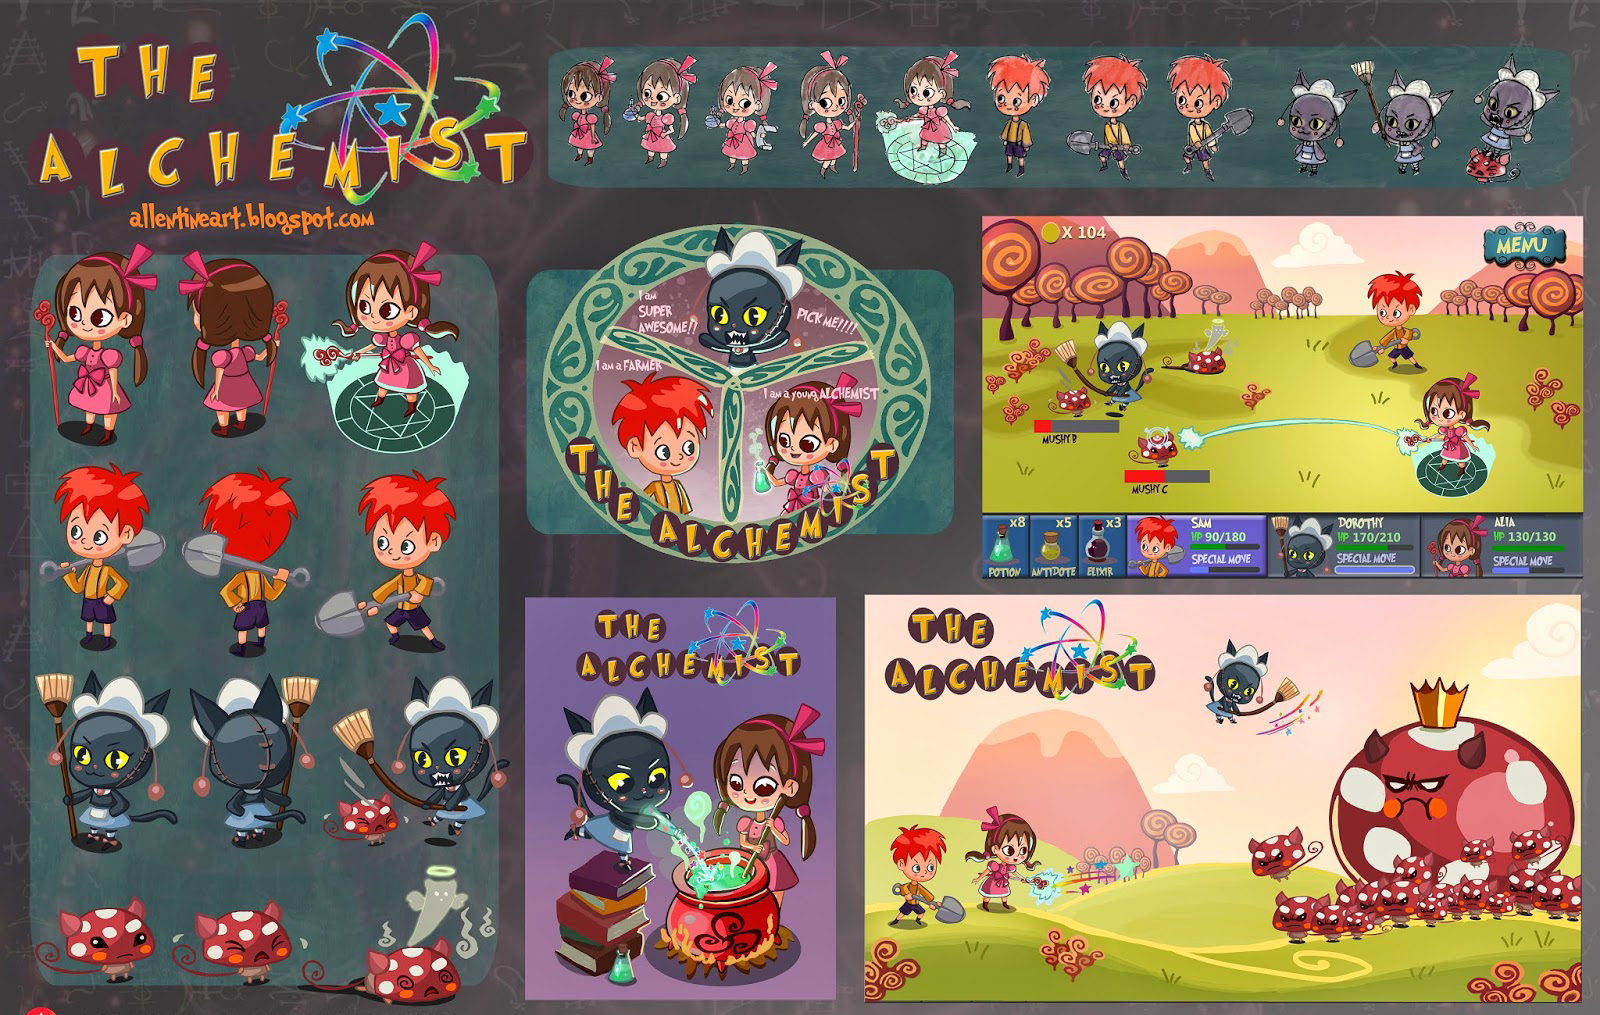 THE
ALCHEMIST
allentineart.blogspot.com
I am
SUPER
AWESOME!!
PICK ME!!!!
I am a FARMER
I am a young ALCHEMIST
THE ALCHEMIST
X 104
MENU
MUSHY B
MUSHY C
x8
POTION
x5
ANTIDOTE
x3
ELIXIR
SAM
HP 90/180
SPECIAL MOVE
DOROTHY
HP 170/210
SPECIAL MOVE
ALIA
HP 130/130
SPECIAL MOVE
THE
ALCHEMIST
THE
ALCHEMIST